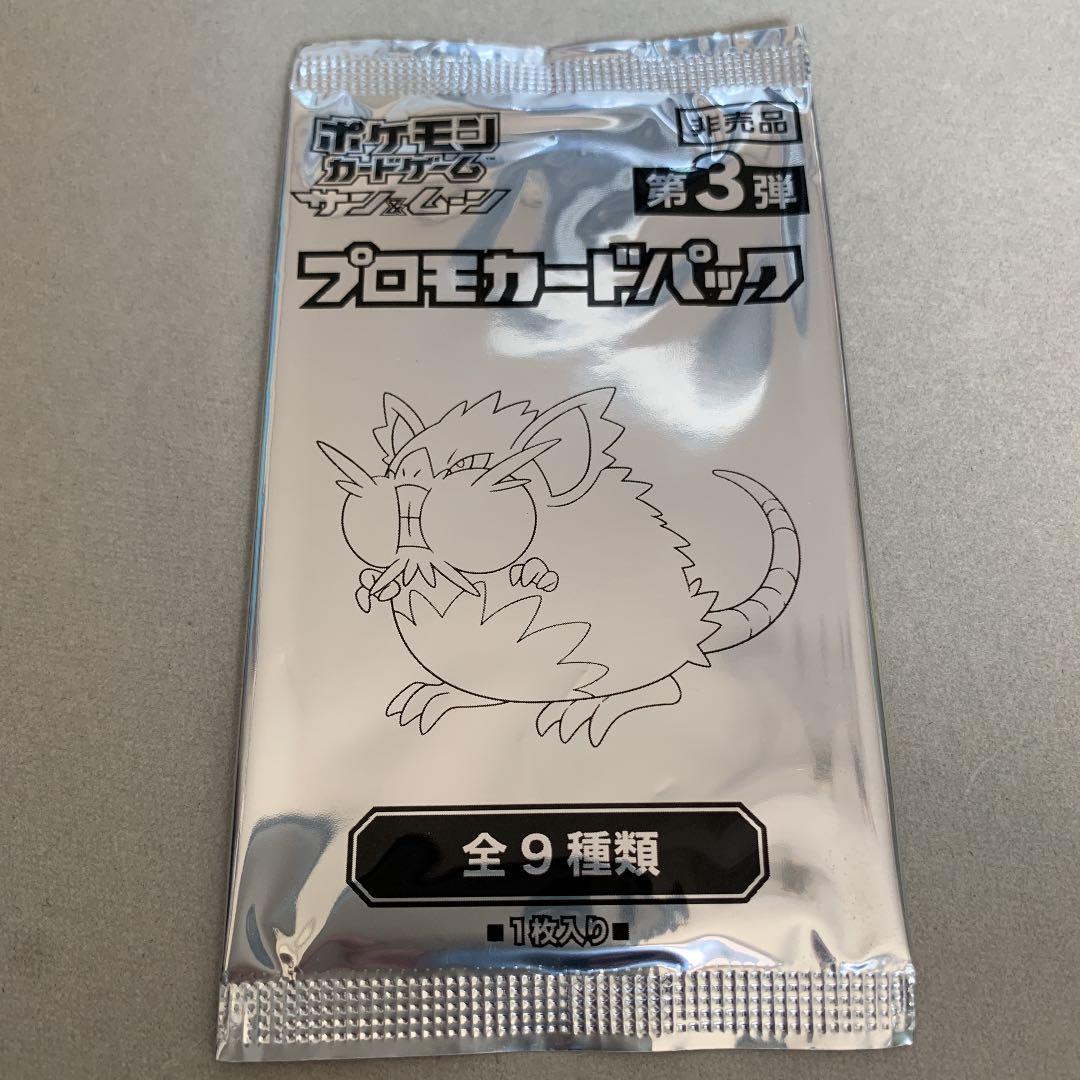 ポケモン
カードゲーム™
サン&ムーン
非売品
第3弾
プロモカードパック
全9種類
■1枚入り■